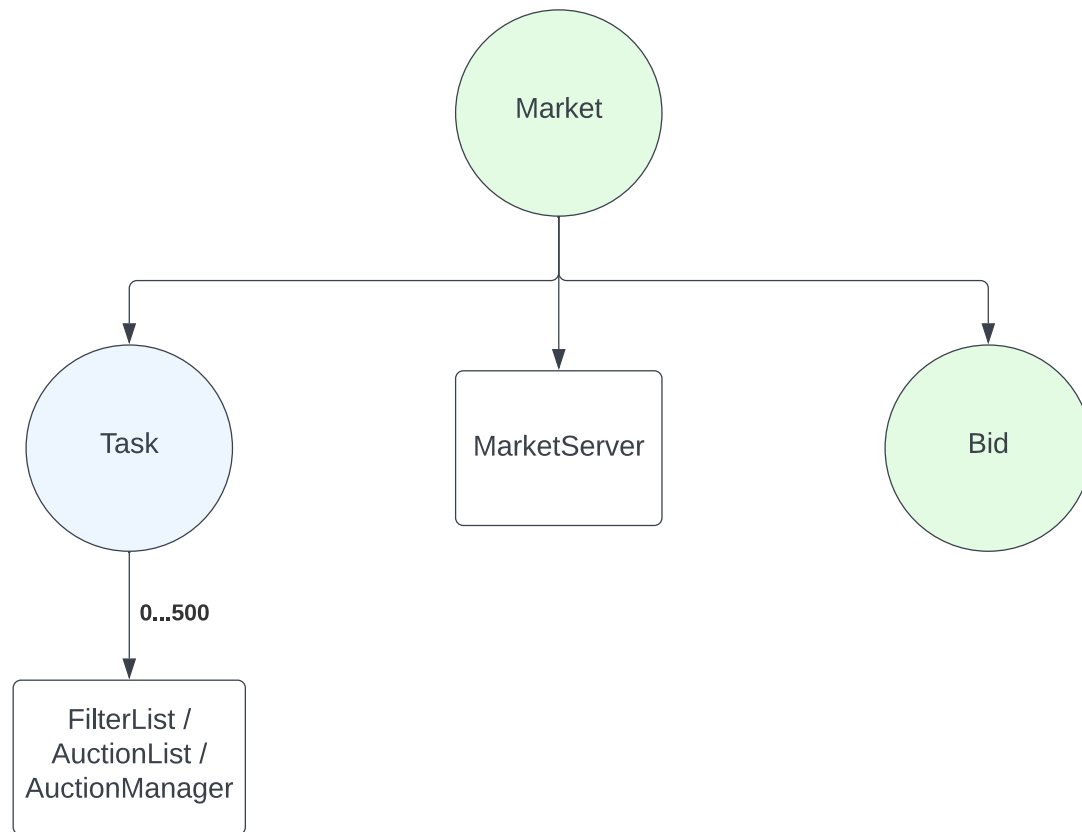 Market
Task
MarketServer
Bid
0...500
FilterList /
AuctionList /
AuctionManager